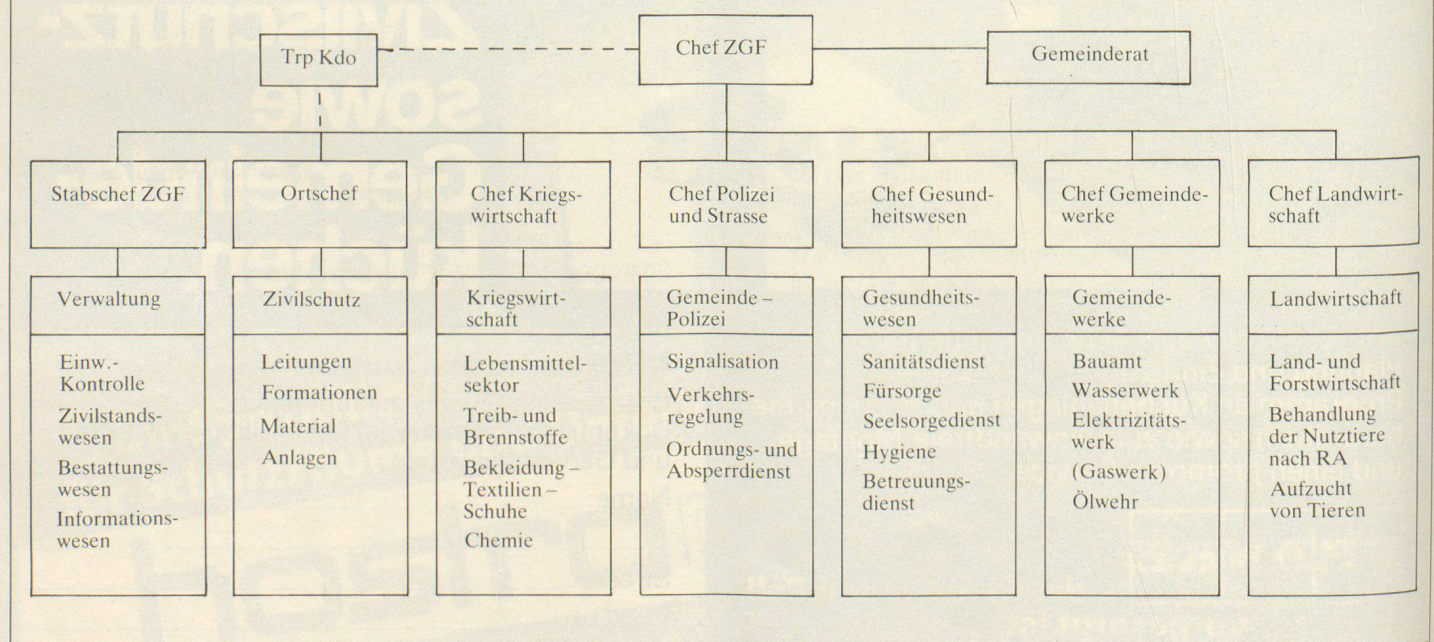 Trp Kdo
Chef ZGF
Gemeinderat
Stabschef ZGF
Ortschef
Chef Kriegs-
wirtschaft
Chef Polizei
und Strasse
Chef Gesund-
heitswesen
Chef Gemeinde-
werke
Chef Landwirt-
schaft
Verwaltung
Einw.-
Kontrolle
Zivilstands-
wesen
Bestattungs-
wesen
Informations-
wesen
Zivilschutz
Leitungen
Formationen
Material
Anlagen
Kriegswirt-
schaft
Lebensmittel-
sektor
Treib- und
Brennstoffe
Bekleidung –
Textilien –
Schuhe
Chemie
Gemeinde –
Polizei
Signalisation
Verkehrs-
regelung
Ordnungs- und
Absperrdienst
Gesundheits-
wesen
Sanitätsdienst
Fürsorge
Seelsorgedienst
Hygiene
Betreuungs-
dienst
Gemeinde-
werke
Bauamt
Wasserwerk
Elektrizitäts-
werk
(Gaswerk)
Ölwehr
Landwirtschaft
Land- und
Forstwirtschaft
Behandlung
der Nutztiere
nach RA
Aufzucht
von Tieren